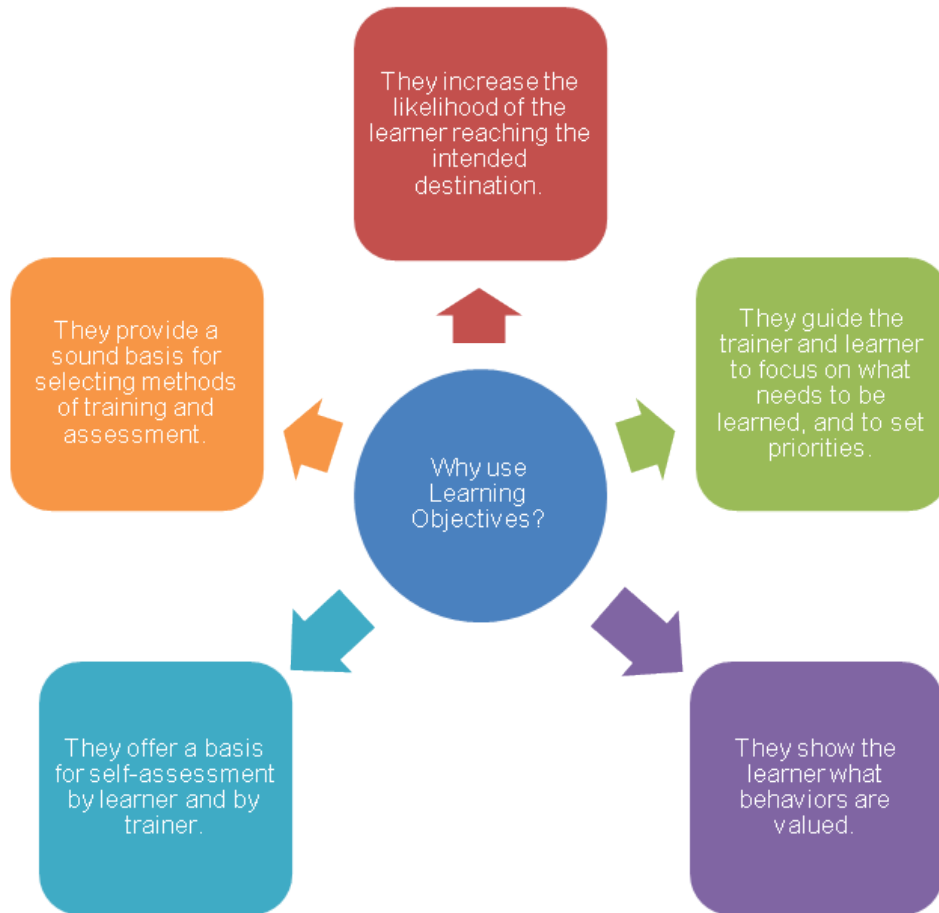 They increase the
likelihood of the
learner reaching the
intended
destination.
They provide a
sound basis for
selecting methods
of training and
assessment.
They guide the
trainer and learner
to focus on what
needs to be
learned, and to set
priorities.
Why use
Learning
Objectives?
They offer a basis
for self-assessment
by learner and by
trainer.
They show the
learner what
behaviors are
valued.